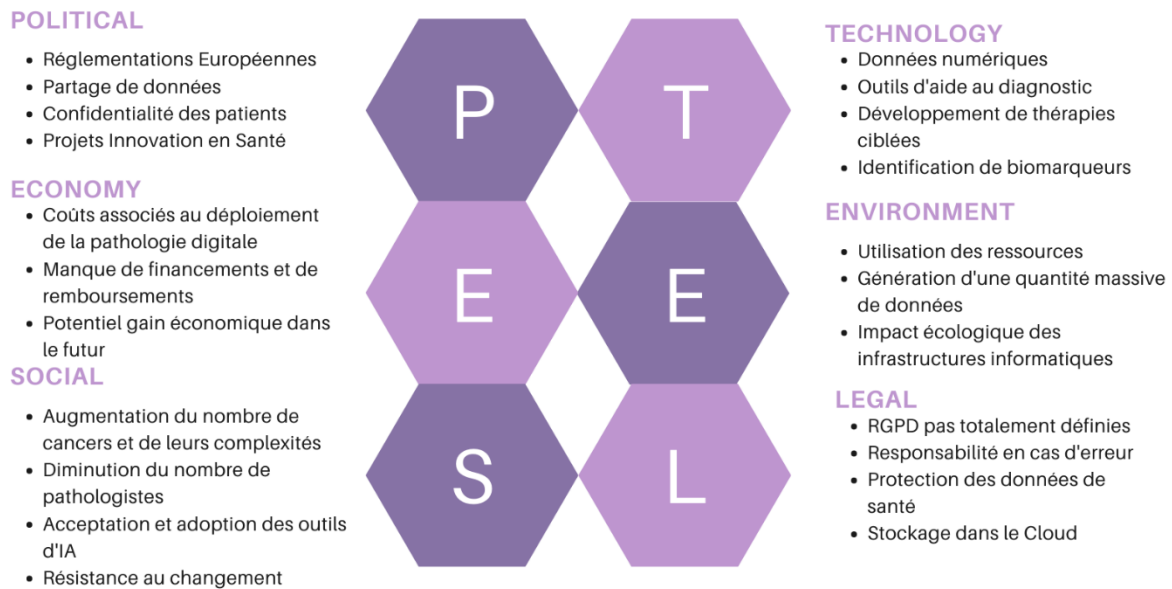 POLITICAL
• Réglementations Européennes
• Partage de données
• Confidentialité des patients
• Projets Innovation en Santé
ECONOMY
• Coûts associés au déploiement
de la pathologie digitale
• Manque de financements et de
remboursements
• Potentiel gain économique dans
le futur
SOCIAL
• Augmentation du nombre de
cancers et de leurs complexités
• Diminution du nombre de
pathologistes
• Acceptation et adoption des outils
d'IA
• Résistance au changement
P
E
S
T
E
L
TECHNOLOGY
• Données numériques
• Outils d'aide au diagnostic
• Développement de thérapies
ciblées
• Identification de biomarqueurs
ENVIRONMENT
• Utilisation des ressources
• Génération d'une quantité massive
de données
• Impact écologique des
infrastructures informatiques
LEGAL
• RGPD pas totalement définies
• Responsabilité en cas d'erreur
• Protection des données de
santé
• Stockage dans le Cloud